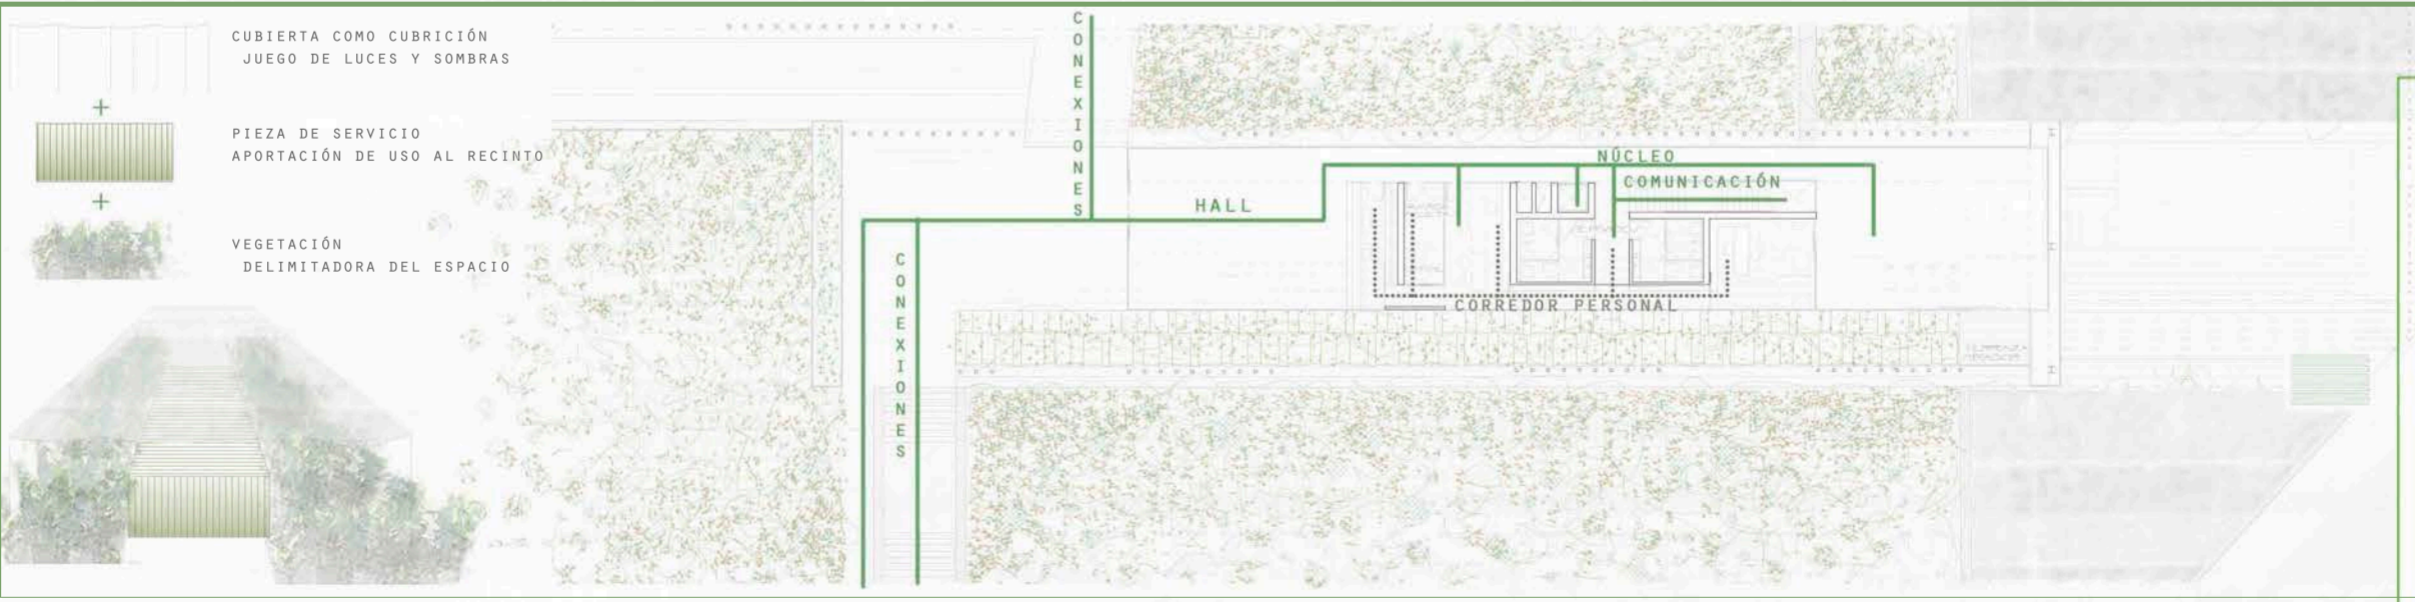 CUBIERTA COMO CUBRICIÓN
JUEGO DE LUCES Y SOMBRAS
+
PIEZA DE SERVICIO
APORTACIÓN DE USO AL RECINTO
+
VEGETACIÓN
DELIMITADORA DEL ESPACIO
CONEXIONES
CONEXIONES
HALL
NÚCLEO
COMUNICACIÓN
CORREDOR PERSONAL